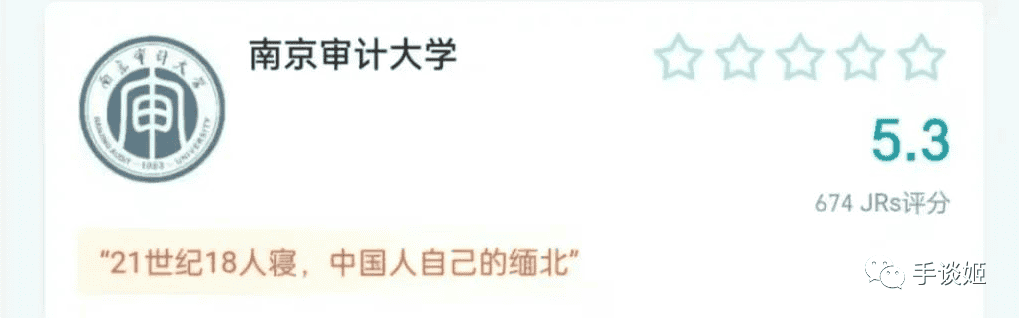 南京审计大学
南京审计大学
NANJING AUDIT · 1983 · UNIVERSITY
审
5.3
674 JRs评分
“21世纪18人寝，中国人自己的缅北”
手谈姬